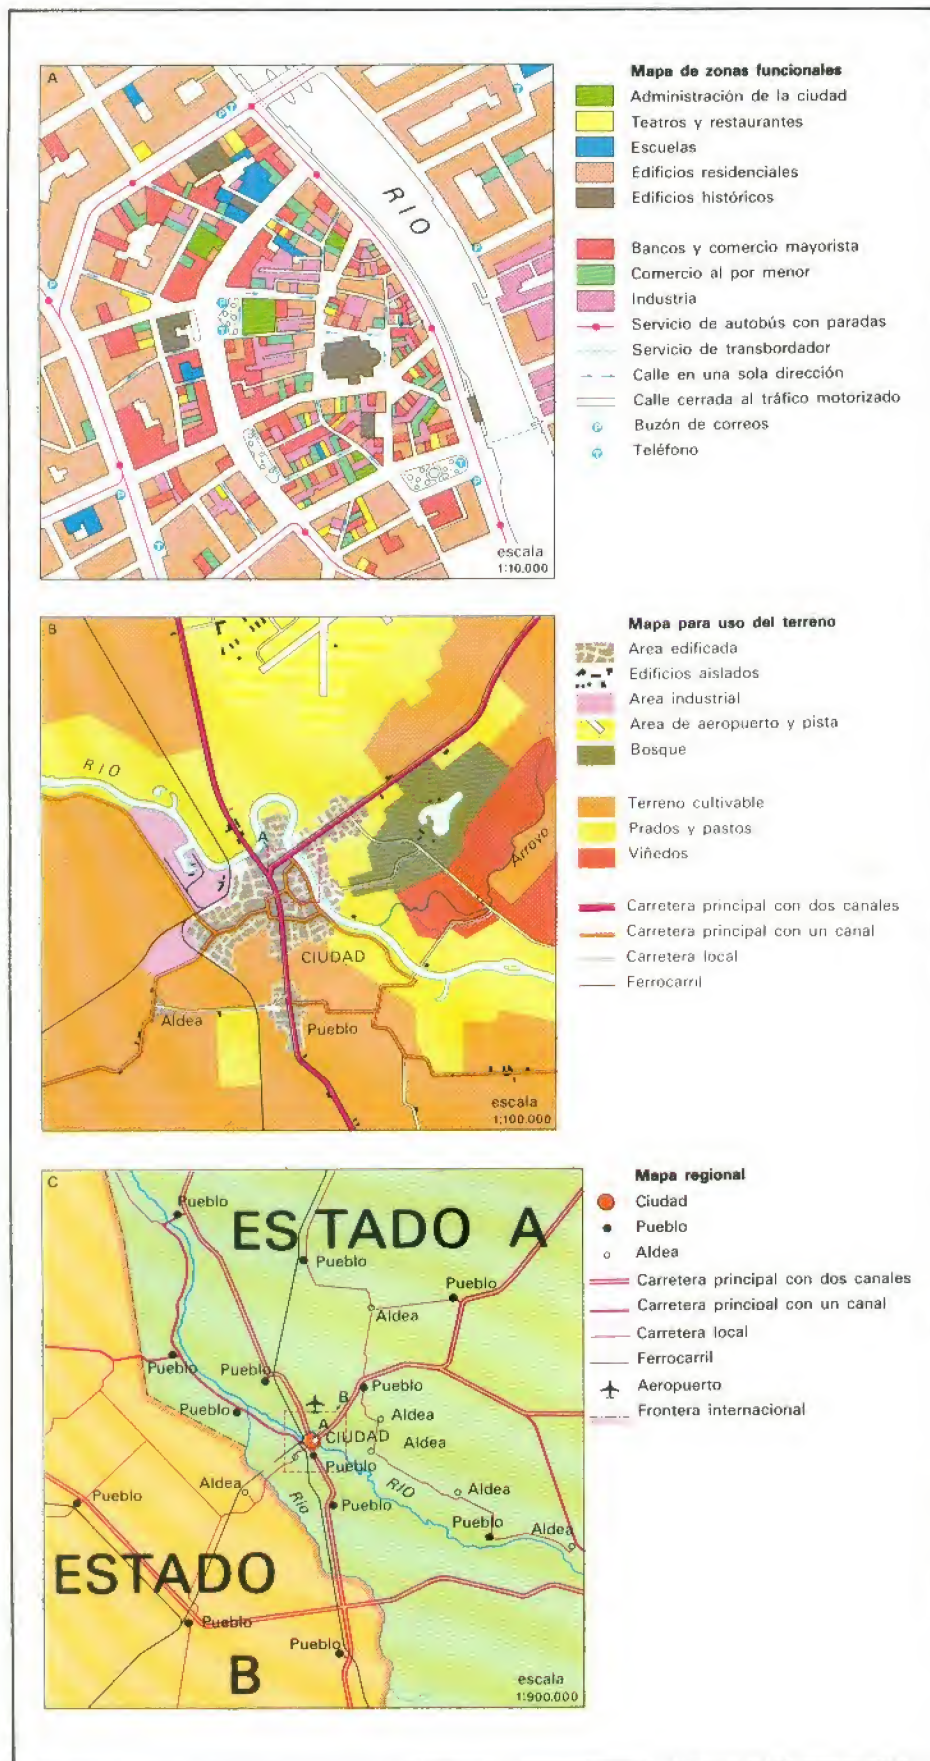 A
RIO
escala
1:10.000
Mapa de zonas funcionales
Administración de la ciudad
Teatros y restaurantes
Escuelas
Edificios residenciales
Edificios históricos
Bancos y comercio mayorista
Comercio al por menor
Industria
Servicio de autobús con paradas
Servicio de transbordador
Calle en una sola dirección
Calle cerrada al tráfico motorizado
P Buzón de correos
T Teléfono
B
RIO
A
Arroyo
CIUDAD
Aldea
Pueblo
escala
1:100.000
Mapa para uso del terreno
Area edificada
Edificios aislados
Area industrial
Area de aeropuerto y pista
Bosque
Terreno cultivable
Prados y pastos
Viñedos
Carretera principal con dos canales
Carretera principal con un canal
Carretera local
Ferrocarril
C
Pueblo
ESTADO A
Pueblo
Pueblo
Aldea
Pueblo
Pueblo
Pueblo
Pueblo
B
A
Aldea
CIUDAD
Aldea
Pueblo
Aldea
Pueblo
Rio
RIO
Aldea
Pueblo
Pueblo
Aldea
ESTADO
Pueblo
Pueblo
B
escala
1:900.000
Mapa regional
Ciudad
Pueblo
Aldea
Carretera principal con dos canales
Carretera principal con un canal
Carretera local
Ferrocarril
Aeropuerto
Frontera internacional